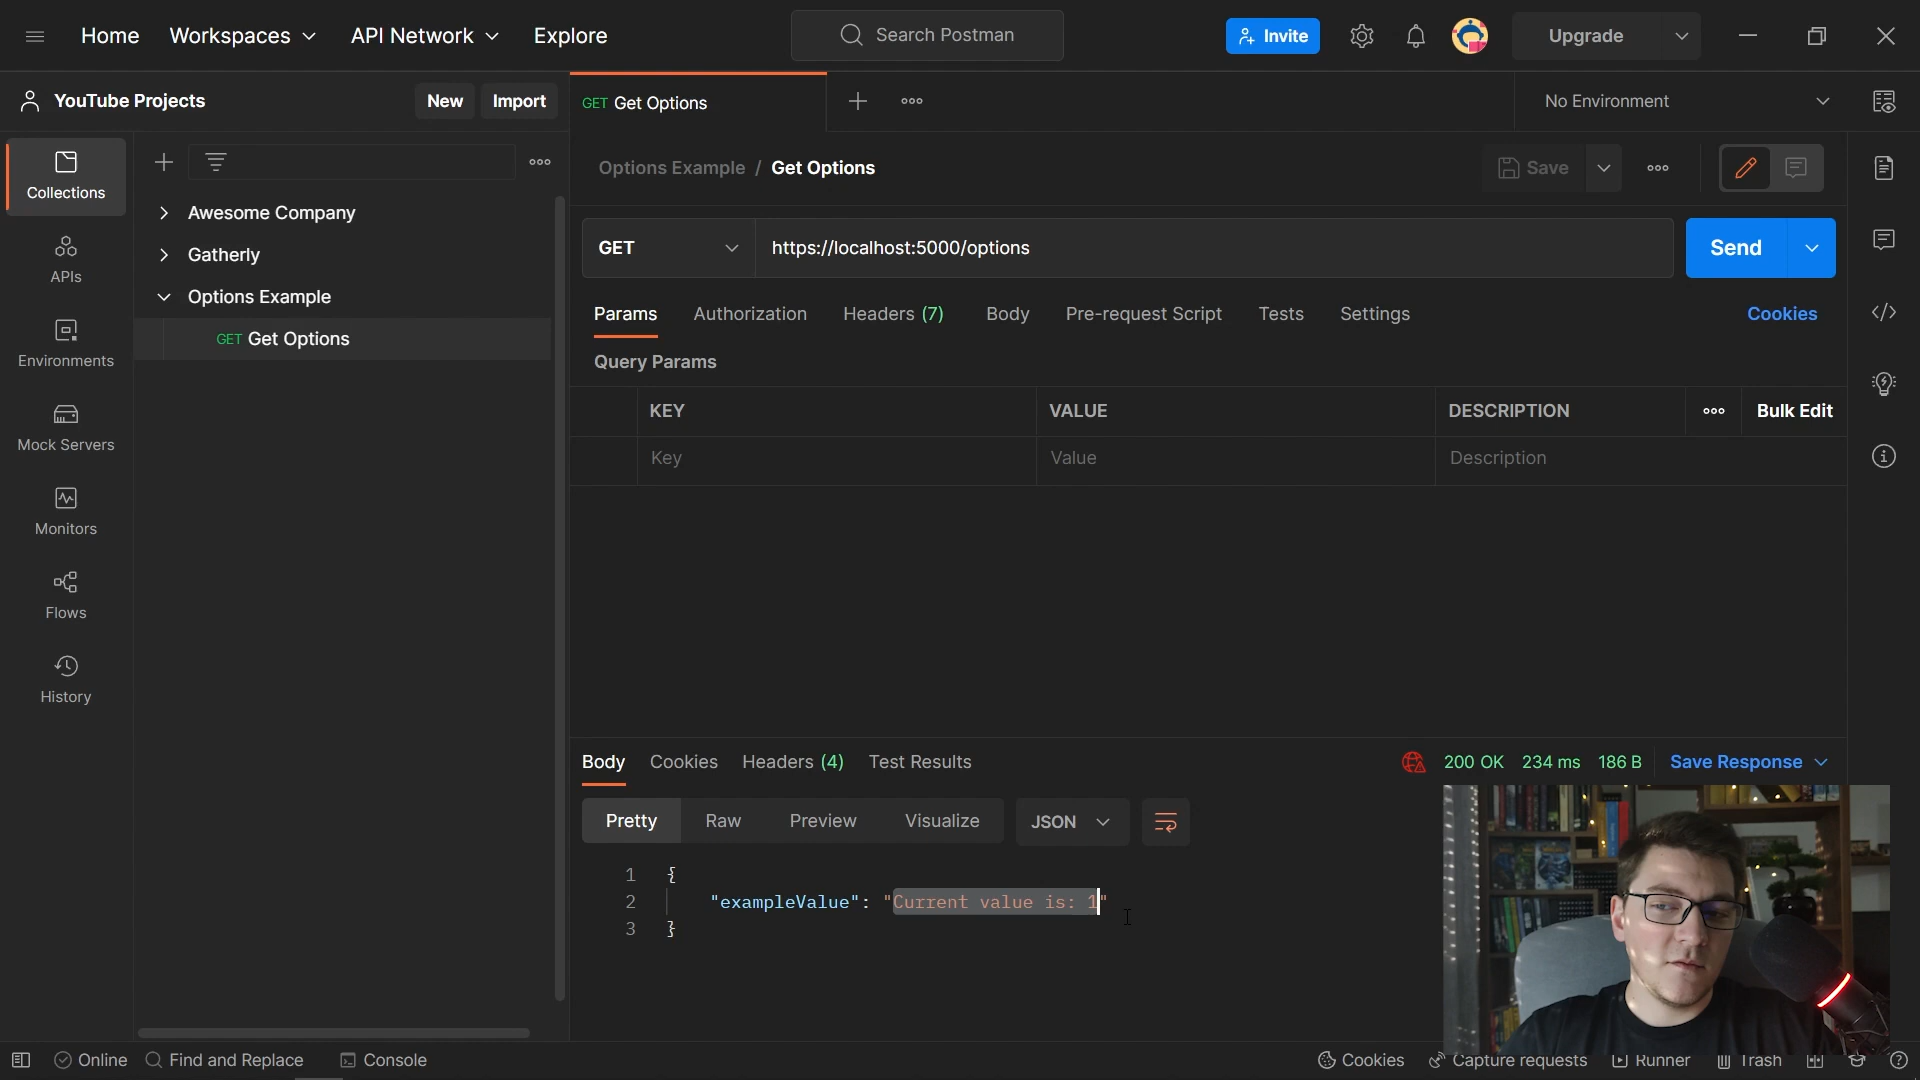 Home Workspaces API Network Explore Search Postman Invite Upgrade
YouTube Projects New Import GET Get Options No Environment
Collections
APIs
Environments
Mock Servers
Monitors
Flows
History
Awesome Company
Gatherly
Options Example
GET Get Options
Options Example / Get Options Save
GET https://localhost:5000/options Send
Params Authorization Headers (7) Body Pre-request Script Tests Settings Cookies
Query Params
KEY VALUE DESCRIPTION Bulk Edit
Key Value Description
Body Cookies Headers (4) Test Results 200 OK 234 ms 186 B Save Response
Pretty Raw Preview Visualize JSON
1 {
2 "exampleValue": "Current value is: 1"
3 }
Online Find and Replace Console Cookies Capture requests Runner Trash